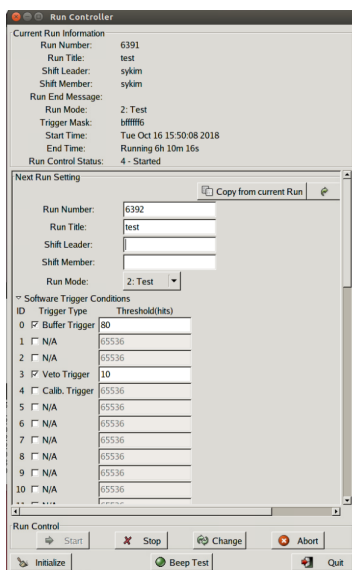 Run Controller
Current Run Information
Run Number: 6391
Run Title: test
Shift Leader: sykim
Shift Member: sykim
Run End Message:
Run Mode: 2: Test
Trigger Mask: bffffff6
Start Time: Tue Oct 16 15:50:08 2018
End Time: Running 6h 10m 16s
Run Control Status: 4 - Started
Next Run Setting
Copy from current Run
Run Number: 6392
Run Title: test
Shift Leader:
Shift Member:
Run Mode: 2: Test
Software Trigger Conditions
ID Trigger Type Threshold(hits)
0 Buffer Trigger 80
1 N/A 65536
2 N/A 65536
3 Veto Trigger 10
4 Calib. Trigger 65536
5 N/A 65536
6 N/A 65536
7 N/A 65536
8 N/A 65536
9 N/A 65536
10 N/A 65536
Run Control
Start Stop Change Abort
Initialize Beep Test Quit